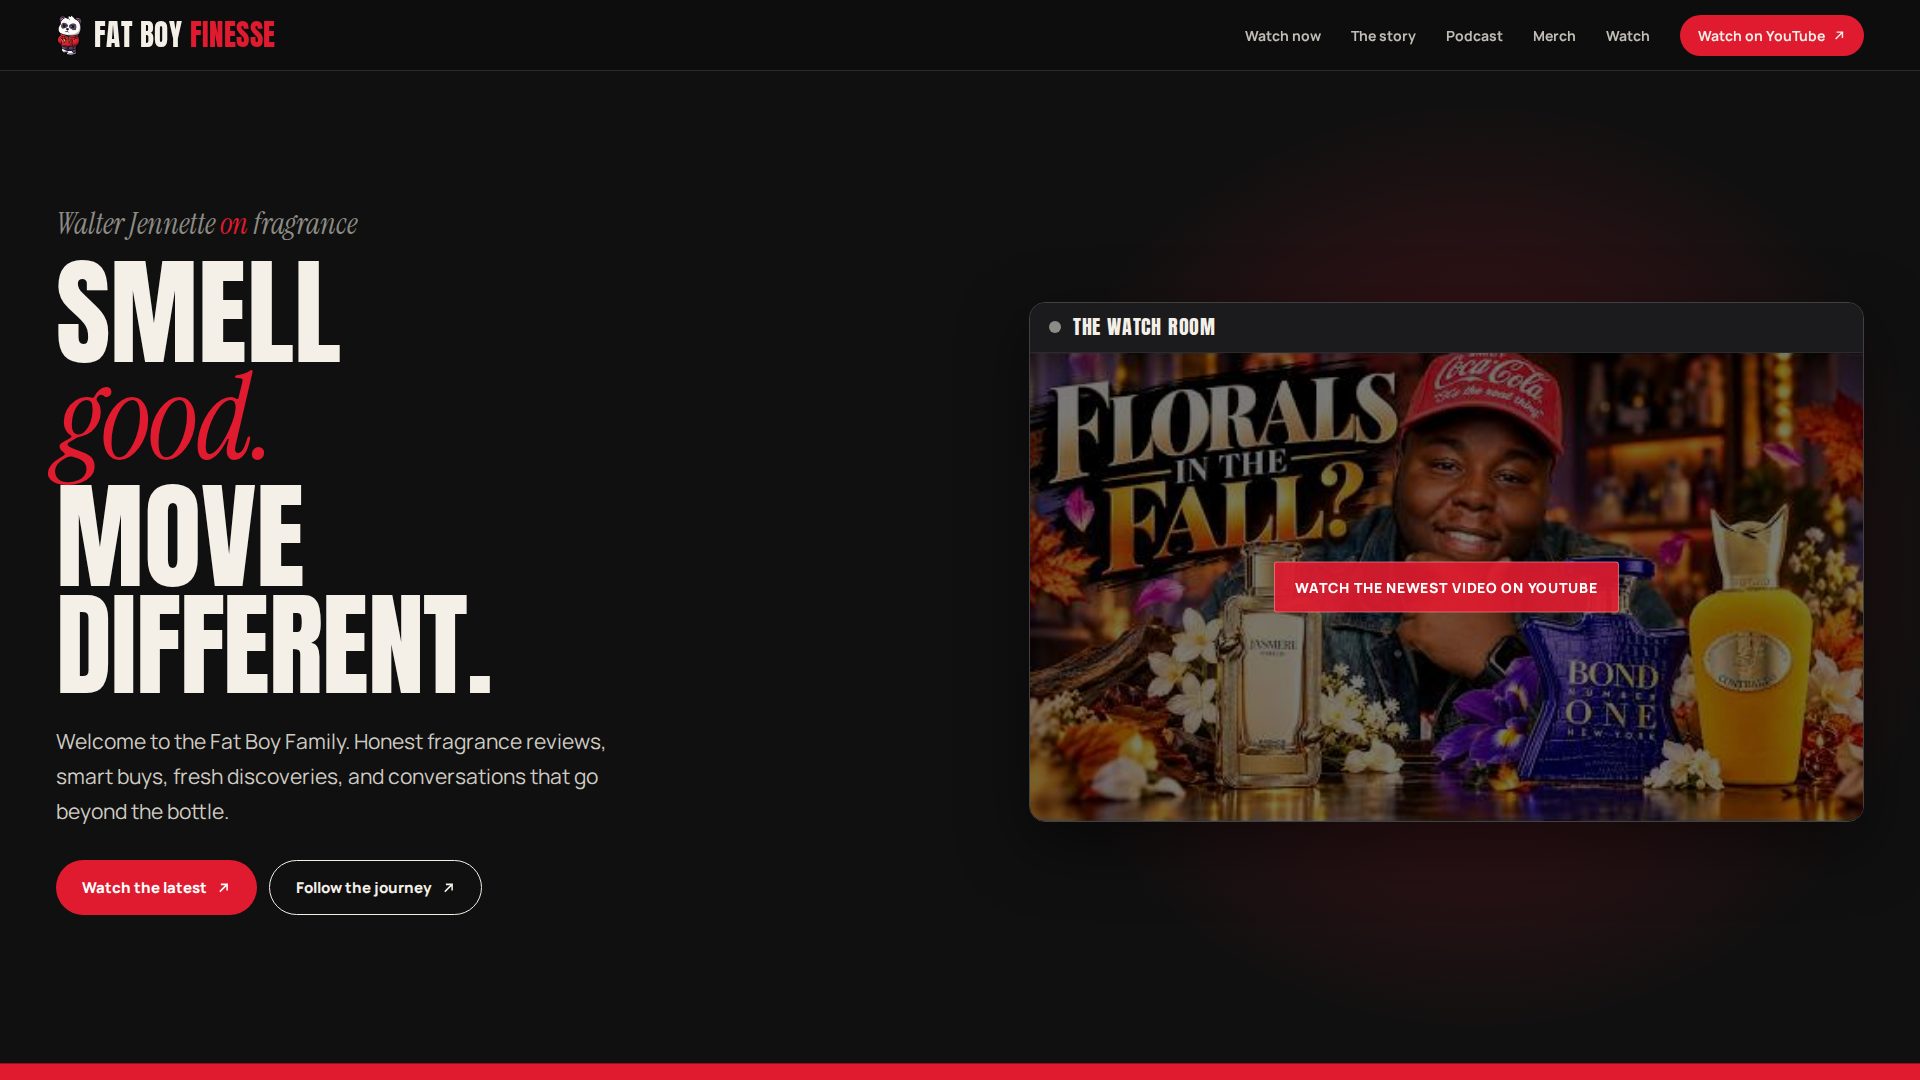 FAT BOY FINESSE
Watch now
The story
Podcast
Merch
Watch
Watch on YouTube
Walter Jennette on fragrance
SMELL
good.
MOVE
DIFFERENT.
Welcome to the Fat Boy Family. Honest fragrance reviews,
smart buys, fresh discoveries, and conversations that go
beyond the bottle.
Watch the latest
Follow the journey
THE WATCH ROOM
Coca-Cola
FLORALS
IN THE
FALL?
WATCH THE NEWEST VIDEO ON YOUTUBE
BOND
NUMBER
ONE
NEW YORK